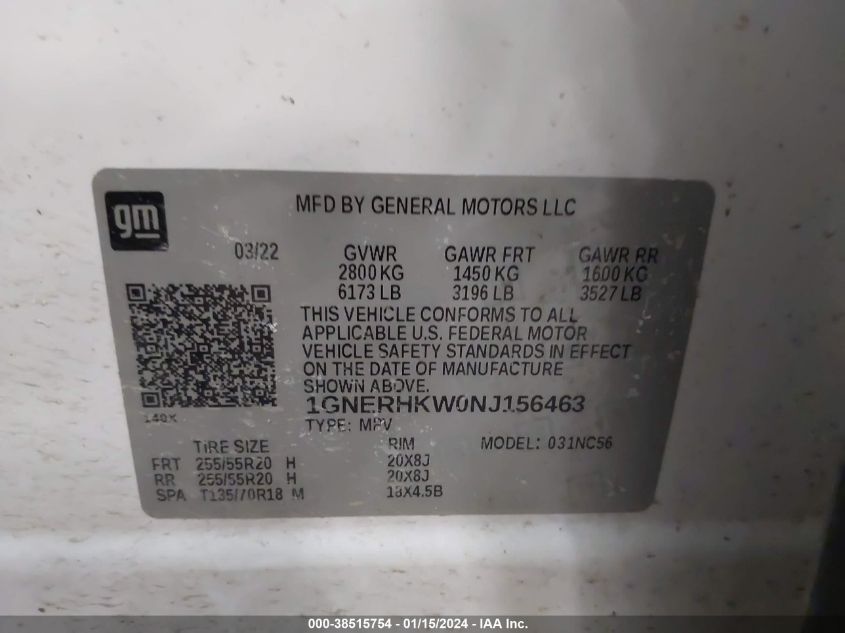 gm
MFD BY GENERAL MOTORS LLC
03/22 GVWR GAWR FRT GAWR RR
2800 KG 1450 KG 1600 KG
6173 LB 3196 LB 3527 LB
THIS VEHICLE CONFORMS TO ALL
APPLICABLE U.S. FEDERAL MOTOR
VEHICLE SAFETY STANDARDS IN EFFECT
ON THE DATE OF MANUFACTURE
SHOWN ABOVE.
1GNERHKW0NJ156463
TYPE: MPV
MODEL: 031NC56
TIRE SIZE RIM
FRT 255/55R20 H 20X8J
RR 255/55R20 H 20X8J
SPA T135/70R18 M 18X4.5B
000-38515754 - 01/15/2024 - IAA Inc.